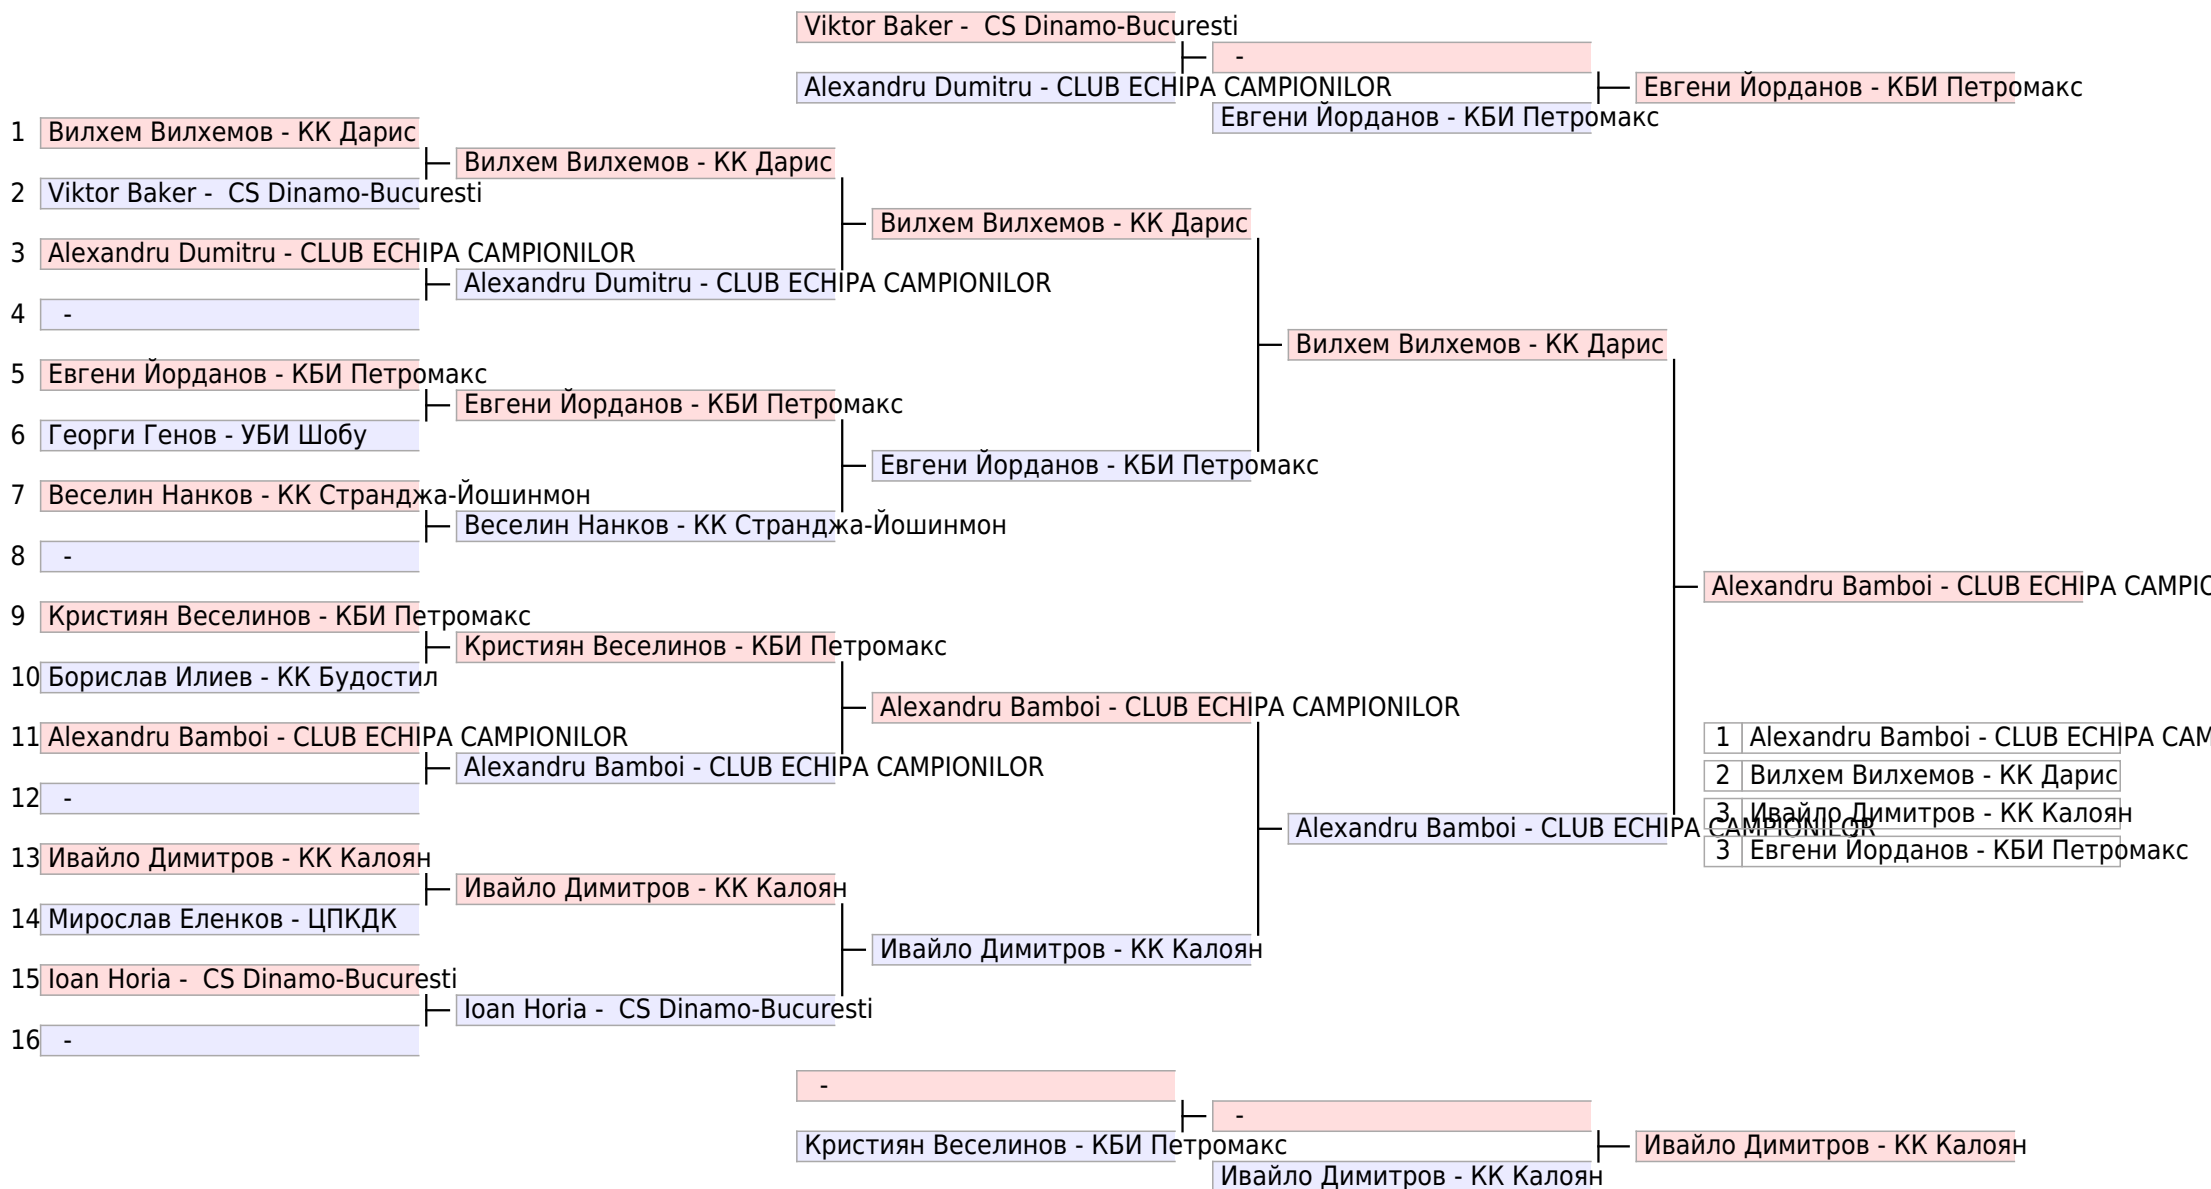 Viktor Baker -  CS Dinamo-Bucuresti
-
Alexandru Dumitru - CLUB ECHIPA CAMPIONILOR
Евгени Йорданов - КБИ Петромакс
Евгени Йорданов - КБИ Петромакс
1 Вилхем Вилхемов - КК Дарис
Вилхем Вилхемов - КК Дарис
2 Viktor Baker -  CS Dinamo-Bucuresti
Вилхем Вилхемов - КК Дарис
3 Alexandru Dumitru - CLUB ECHIPA CAMPIONILOR
Alexandru Dumitru - CLUB ECHIPA CAMPIONILOR
4 -
Вилхем Вилхемов - КК Дарис
5 Евгени Йорданов - КБИ Петромакс
Евгени Йорданов - КБИ Петромакс
6 Георги Генов - УБИ Шобу
Евгени Йорданов - КБИ Петромакс
7 Веселин Нанков - КК Странджа-Йошинмон
Веселин Нанков - КК Странджа-Йошинмон
8 -
Alexandru Bamboi - CLUB ECHIPA CAMPIO
9 Кристиян Веселинов - КБИ Петромакс
Кристиян Веселинов - КБИ Петромакс
10 Борислав Илиев - КК Будостил
Alexandru Bamboi - CLUB ECHIPA CAMPIONILOR
11 Alexandru Bamboi - CLUB ECHIPA CAMPIONILOR
1 Alexandru Bamboi - CLUB ECHIPA CAM
Alexandru Bamboi - CLUB ECHIPA CAMPIONILOR
2 Вилхем Вилхемов - КК Дарис
12 -
3 Ивайло Димитров - КК Калоян
Alexandru Bamboi - CLUB ECHIPA CAMPIONILOR
3 Евгени Йорданов - КБИ Петромакс
13 Ивайло Димитров - КК Калоян
Ивайло Димитров - КК Калоян
14 Мирослав Еленков - ЦПКДК
Ивайло Димитров - КК Калоян
15 Ioan Horia -  CS Dinamo-Bucuresti
Ioan Horia -  CS Dinamo-Bucuresti
16 -
-
-
Кристиян Веселинов - КБИ Петромакс
Ивайло Димитров - КК Калоян
Ивайло Димитров - КК Калоян